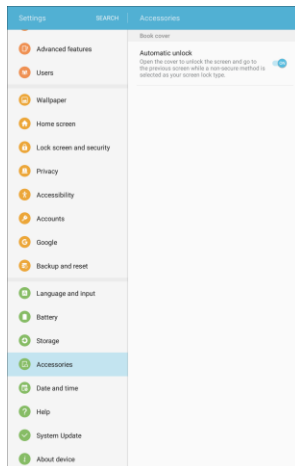 Settings
SEARCH
Advanced features
Users
Wallpaper
Home screen
Lock screen and security
Privacy
Accessibility
Accounts
Google
Backup and reset
Language and input
Battery
Storage
Accessories
Date and time
Help
System Update
About device
Accessories
Book cover
Automatic unlock
Open the cover to unlock the screen and go to
the previous screen while a non-secure method is
selected as your screen lock type.
ON